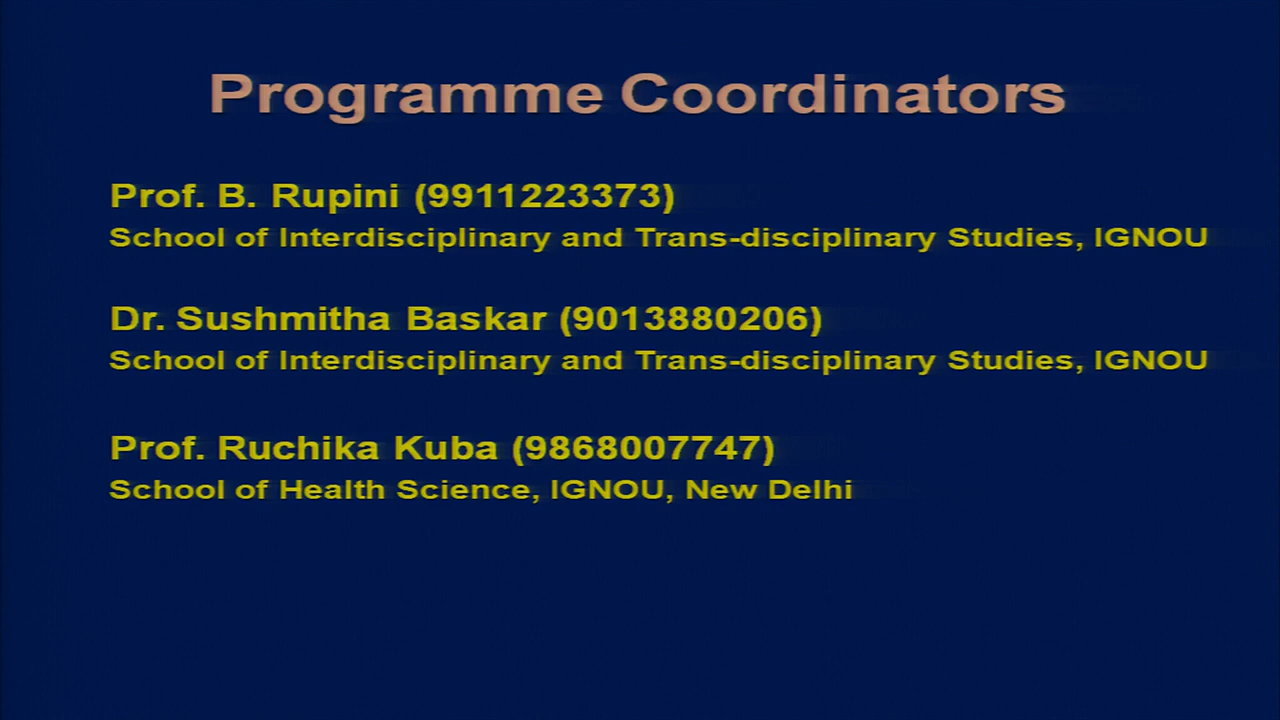 Programme Coordinators
Prof. B. Rupini (9911223373)
School of Interdisciplinary and Trans-disciplinary Studies, IGNOU
Dr. Sushmitha Baskar (9013880206)
School of Interdisciplinary and Trans-disciplinary Studies, IGNOU
Prof. Ruchika Kuba (9868007747)
School of Health Science, IGNOU, New Delhi